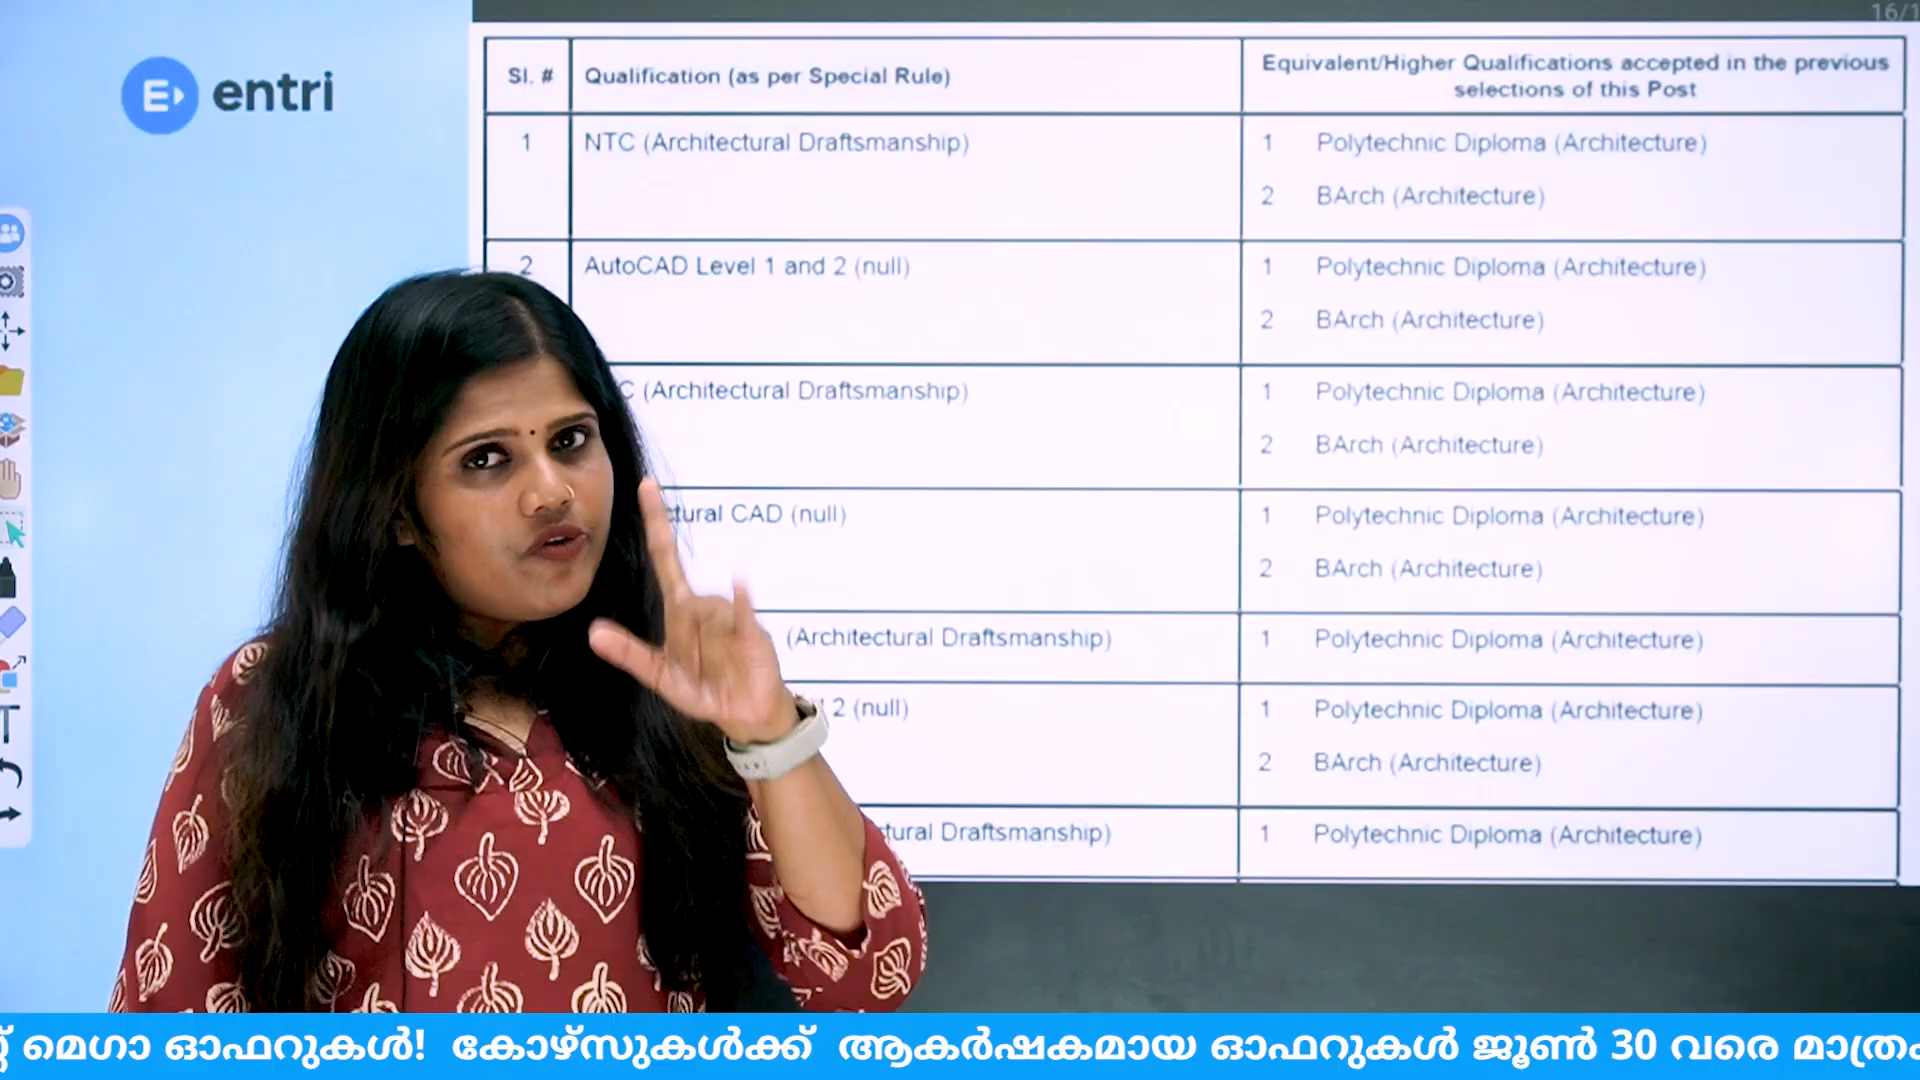 16/1
entri
Sl. # Qualification (as per Special Rule) Equivalent/Higher Qualifications accepted in the previous selections of this Post
1 NTC (Architectural Draftsmanship) 1 Polytechnic Diploma (Architecture)
2 BArch (Architecture)
2 AutoCAD Level 1 and 2 (null) 1 Polytechnic Diploma (Architecture)
2 BArch (Architecture)
(Architectural Draftsmanship) 1 Polytechnic Diploma (Architecture)
2 BArch (Architecture)
CAD (null) 1 Polytechnic Diploma (Architecture)
2 BArch (Architecture)
(Architectural Draftsmanship) 1 Polytechnic Diploma (Architecture)
2 (null) 1 Polytechnic Diploma (Architecture)
2 BArch (Architecture)
Draftsmanship) 1 Polytechnic Diploma (Architecture)
മെഗാ ഓഫറുകൾ! കോഴ്സുകൾക്ക് ആകർഷകമായ ഓഫറുകൾ ജൂൺ 30 വരെ